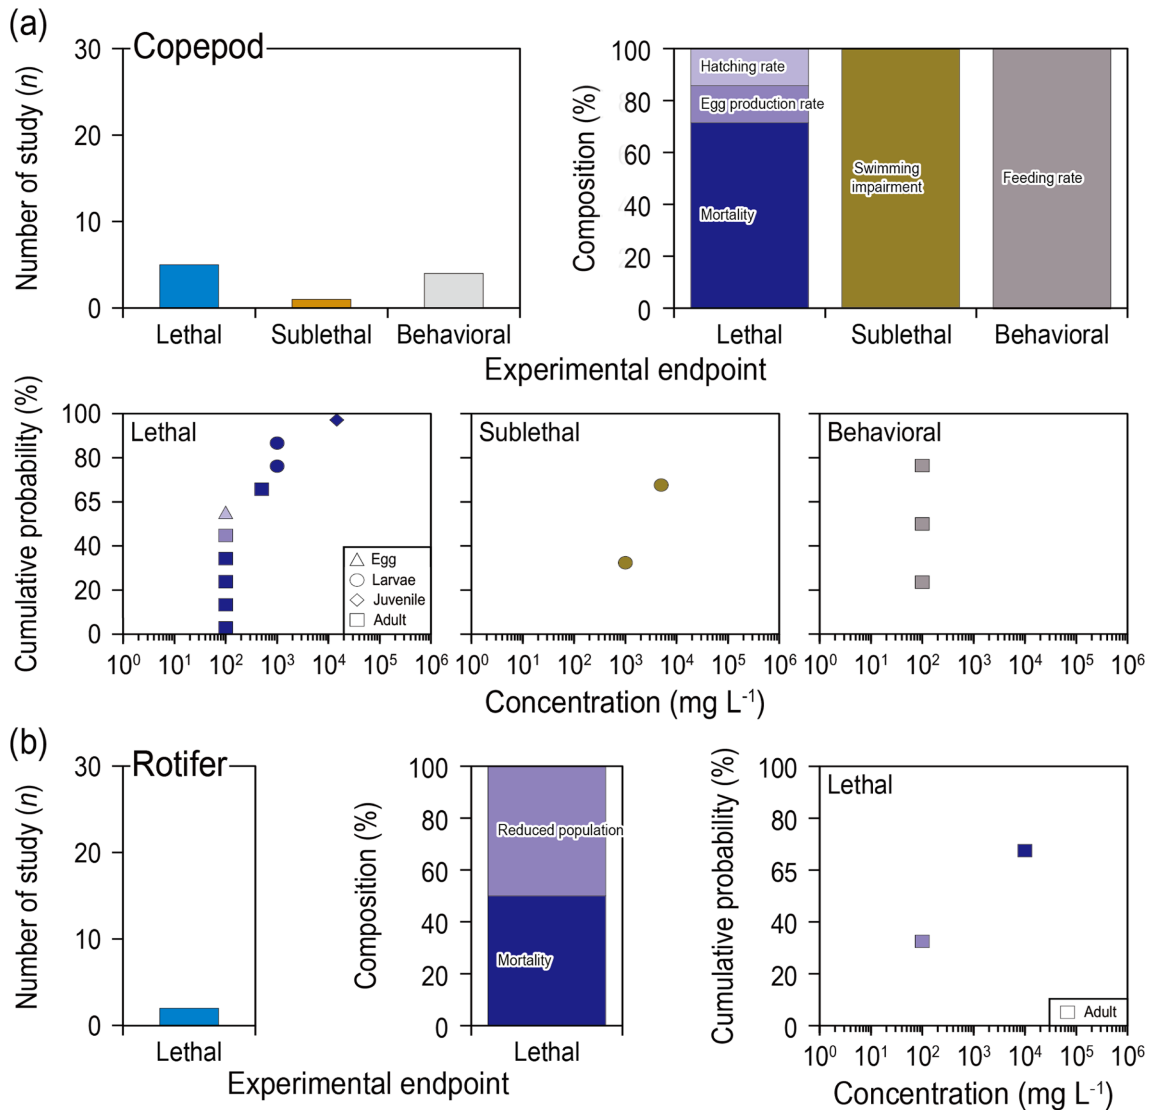 (a)
Copepod
Number of study (n)
30
20
10
0
Lethal
Sublethal
Behavioral
Composition (%)
100
80
60
40
20
0
Hatching rate
Egg production rate
Mortality
Swimming
impairment
Feeding rate
Lethal
Sublethal
Behavioral
Experimental endpoint
Cumulative probability (%)
100
80
65
40
20
0
Lethal
Egg
Larvae
Juvenile
Adult
10⁰ 10¹ 10² 10³ 10⁴ 10⁵ 10⁶
Sublethal
10⁰ 10¹ 10² 10³ 10⁴ 10⁵ 10⁶
Behavioral
10⁰ 10¹ 10² 10³ 10⁴ 10⁵ 10⁶
Concentration (mg L⁻¹)
(b)
Rotifer
Number of study (n)
30
20
10
0
Lethal
Composition (%)
100
80
60
40
20
0
Reduced population
Mortality
Lethal
Experimental endpoint
Cumulative probability (%)
100
80
65
40
20
0
Lethal
Adult
10⁰ 10¹ 10² 10³ 10⁴ 10⁵ 10⁶
Concentration (mg L⁻¹)